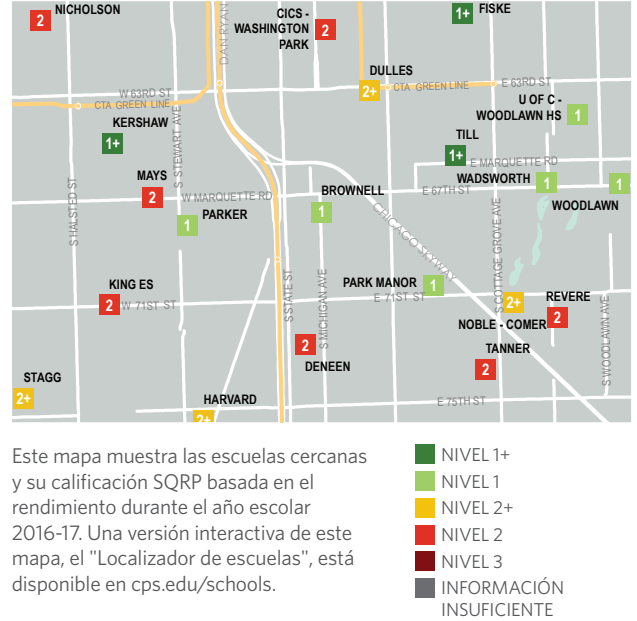 NICHOLSON
2
DAN RYAN
CICS -
WASHINGTON
PARK
2
1+
FISKE
DULLES
2+
W 63RD ST
CTA GREEN LINE
CTA GREEN LINE
E 63RD ST
U OF C -
WOODLAWN HS
1
KERSHAW
1+
S STEWART AVE
TILL
1+
E MARQUETTE RD
MAYS
2
W MARQUETTE RD
BROWNELL
1
E 67TH ST
WADSWORTH
1
1
WOODLAWN
PARKER
1
S HALSTED ST
CHICAGO SKYWAY
S COTTAGE GROVE AVE
KING ES
2
W 71ST ST
S STATE ST
S MICHIGAN AVE
PARK MANOR
1
E 71ST ST
2+
NOBLE - COMER
REVERE
2
S WOODLAWN AVE
2
DENEEN
TANNER
2
STAGG
2+
HARVARD
2+
E 75TH ST
Este mapa muestra las escuelas cercanas
y su calificación SQRP basada en el
rendimiento durante el año escolar
2016-17. Una versión interactiva de este
mapa, el "Localizador de escuelas", está
disponible en cps.edu/schools.
NIVEL 1+
NIVEL 1
NIVEL 2+
NIVEL 2
NIVEL 3
INFORMACIÓN
INSUFICIENTE